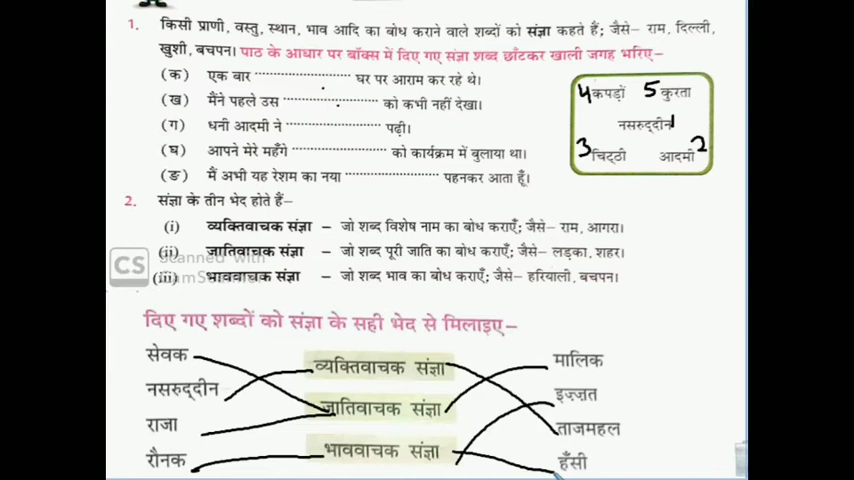 1. किसी प्राणी, वस्तु, स्थान, भाव आदि का बोध कराने वाले शब्दों को संज्ञा कहते हैं; जैसे– राम, दिल्ली,
खुशी, बचपन। पाठ के आधार पर बॉक्स में दिए गए संज्ञा शब्द छाँटकर खाली जगह भरिए–
(क) एक बार ........................... घर पर आराम कर रहे थे।
(ख) मैंने पहले उस ........................... को कभी नहीं देखा।
(ग) धनी आदमी ने ........................... पढ़ी।
(घ) आपने मेरे महँगे ........................... को कार्यक्रम में बुलाया था।
(ङ) मैं अभी यह रेशम का नया ........................... पहनकर आता हूँ।
4 कपड़ों 5 कुरता
नसरुद्दीन 1
3 चिट्ठी आदमी 2
2. संज्ञा के तीन भेद होते हैं–
(i) व्यक्तिवाचक संज्ञा – जो शब्द विशेष नाम का बोध कराएँ; जैसे– राम, आगरा।
(ii) जातिवाचक संज्ञा – जो शब्द पूरी जाति का बोध कराएँ; जैसे– लड़का, शहर।
(iii) भाववाचक संज्ञा – जो शब्द भाव का बोध कराएँ; जैसे– हरियाली, बचपन।
CS Scanned with
CamScanner
दिए गए शब्दों को संज्ञा के सही भेद से मिलाइए–
सेवक व्यक्तिवाचक संज्ञा मालिक
नसरुद्दीन जातिवाचक संज्ञा इज्ज़त
राजा ताजमहल
रौनक भाववाचक संज्ञा हँसी